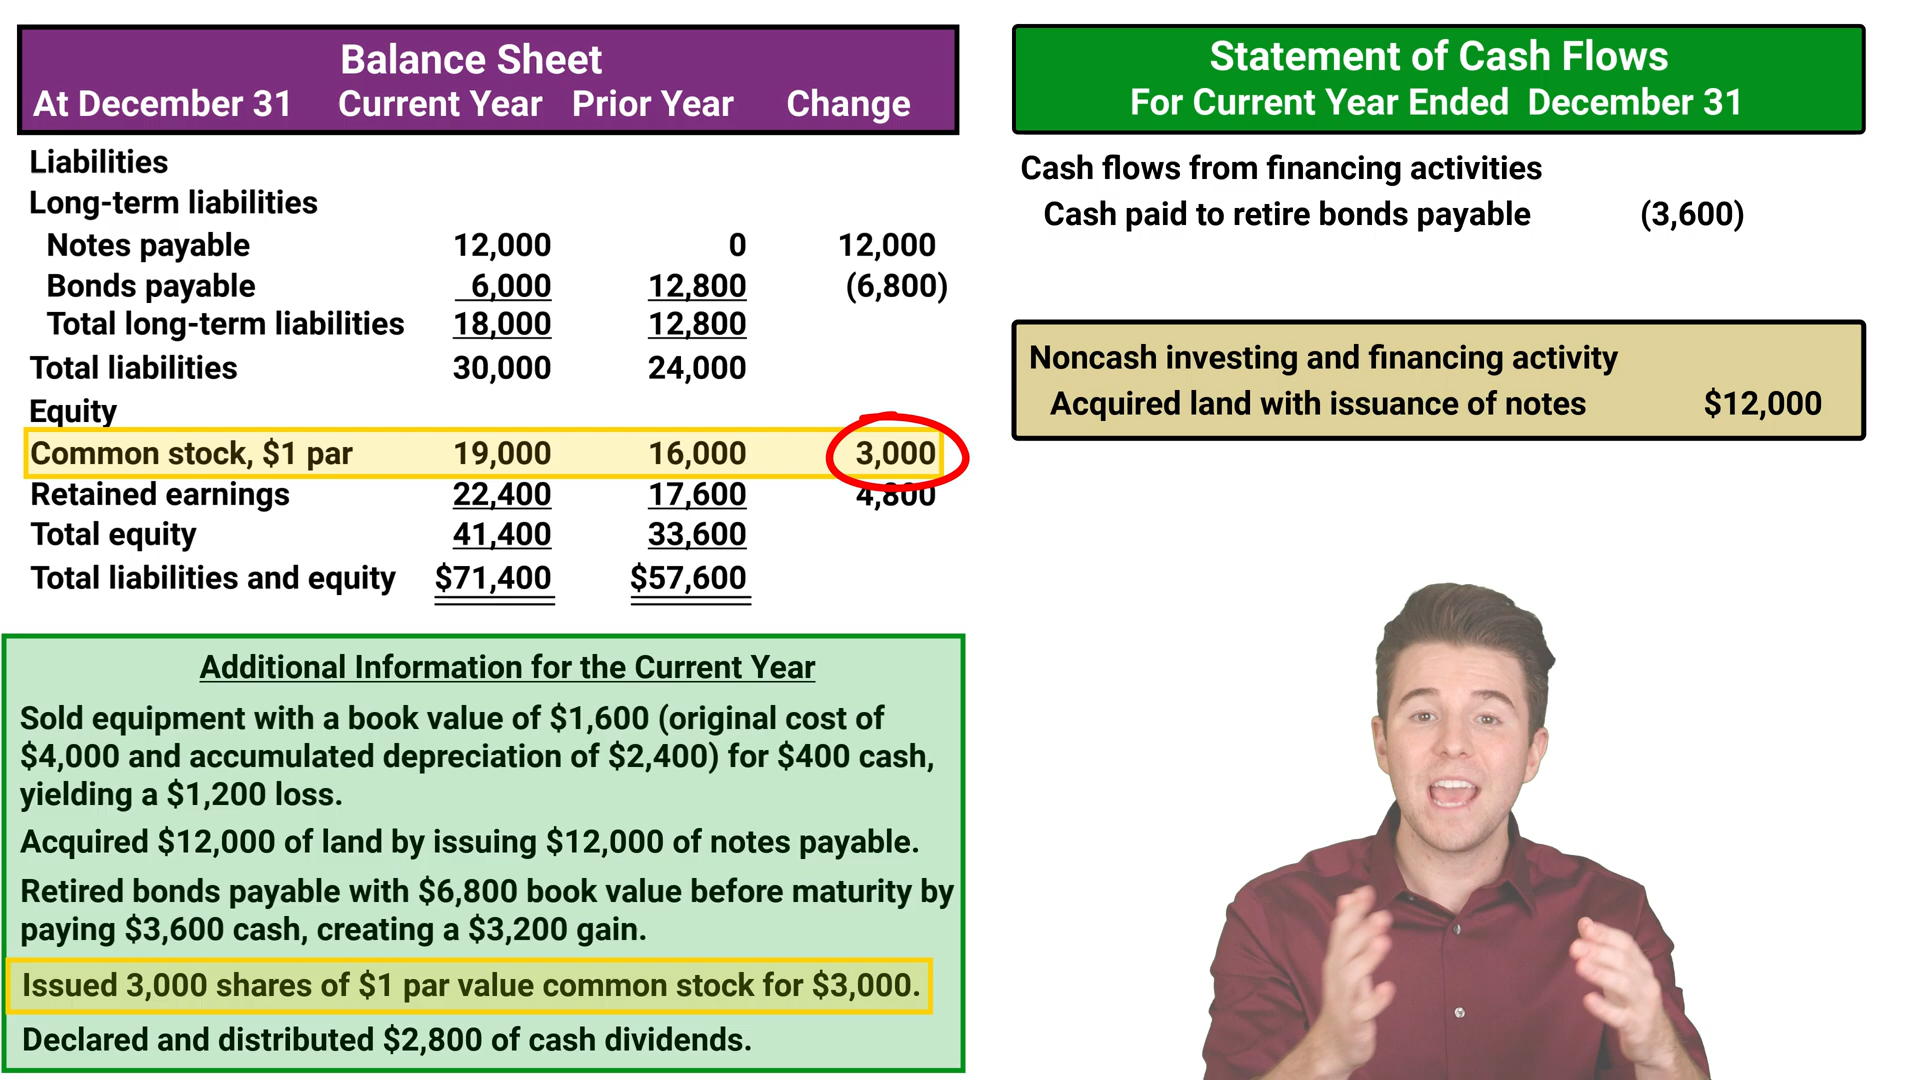 Balance Sheet
At December 31 Current Year Prior Year Change
Liabilities
Long-term liabilities
Notes payable 12,000 0 12,000
Bonds payable 6,000 12,800 (6,800)
Total long-term liabilities 18,000 12,800
Total liabilities 30,000 24,000
Equity
Common stock, $1 par 19,000 16,000 3,000
Retained earnings 22,400 17,600 4,800
Total equity 41,400 33,600
Total liabilities and equity $71,400 $57,600
Additional Information for the Current Year
Sold equipment with a book value of $1,600 (original cost of
$4,000 and accumulated depreciation of $2,400) for $400 cash,
yielding a $1,200 loss.
Acquired $12,000 of land by issuing $12,000 of notes payable.
Retired bonds payable with $6,800 book value before maturity by
paying $3,600 cash, creating a $3,200 gain.
Issued 3,000 shares of $1 par value common stock for $3,000.
Declared and distributed $2,800 of cash dividends.
Statement of Cash Flows
For Current Year Ended December 31
Cash flows from financing activities
Cash paid to retire bonds payable (3,600)
Noncash investing and financing activity
Acquired land with issuance of notes $12,000